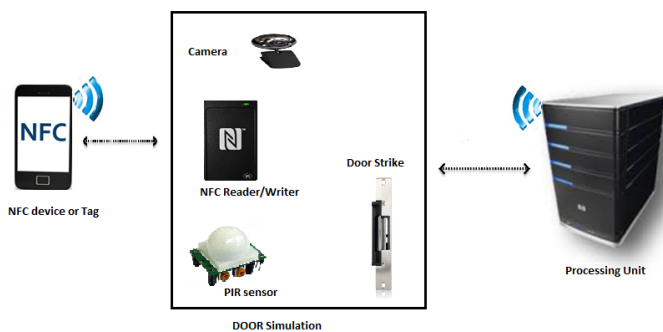 Camera
NFC
NFC Reader/Writer
Door Strike
NFC device or Tag
PIR sensor
Processing Unit
DOOR Simulation